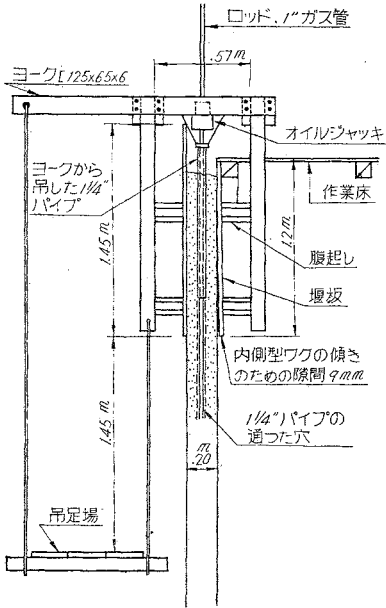 ロッド、1"ガス管
.57m
ヨーク[125x65x6
オイルジャッキ
ヨークから
吊した1¼"
パイプ
作業床
1.45m
1.2m
腹起し
堰坂
内側型ワクの傾き
のための隙間9mm
1.45m
1¼"パイプの
通つた穴
m
.20
吊足場